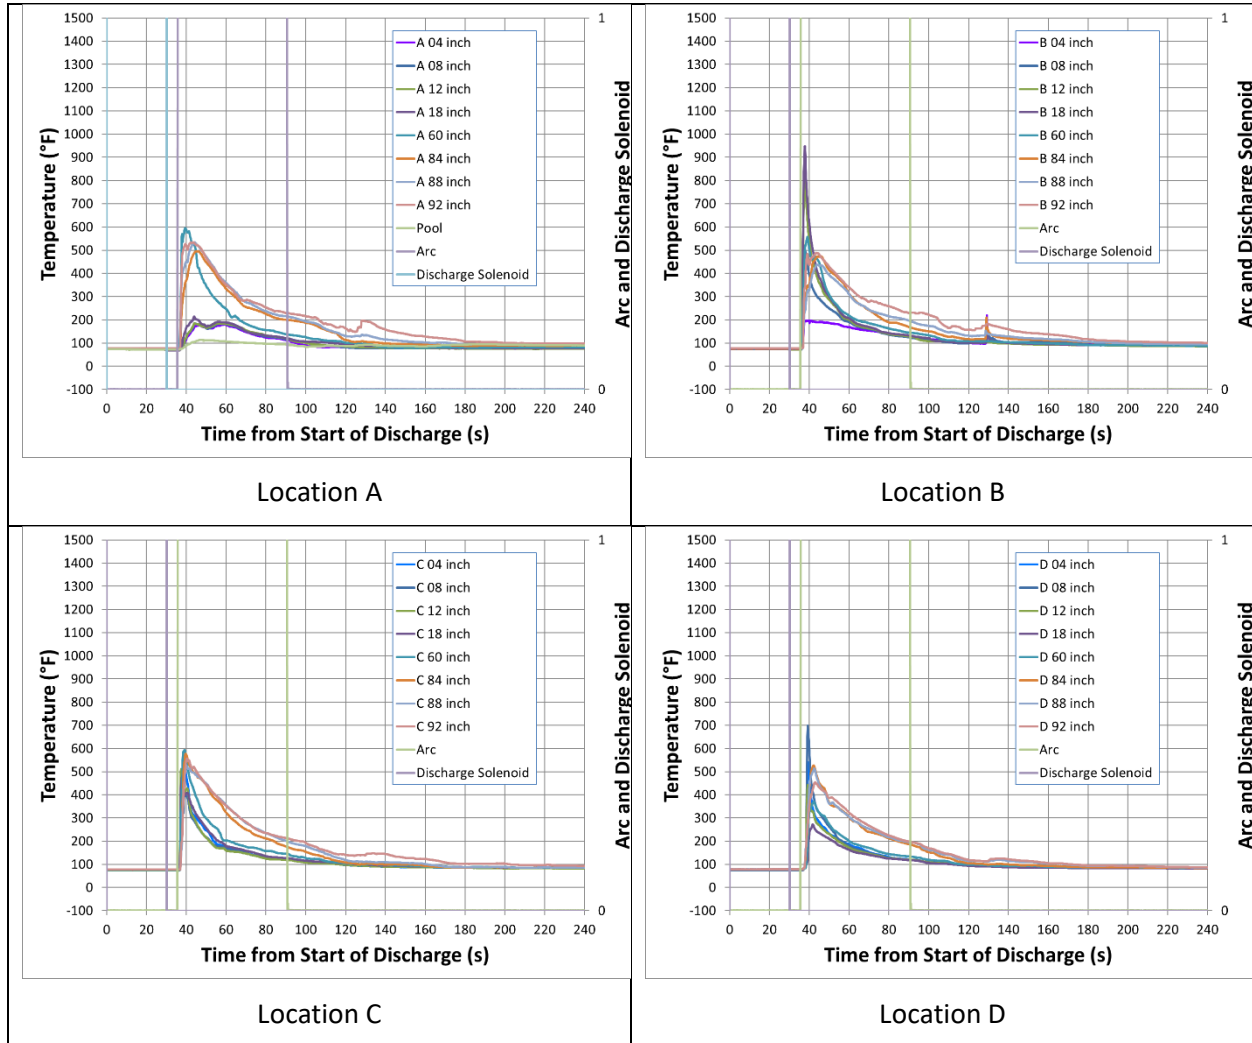 1500
1400
1300
1200
1100
1000
900
800
700
600
500
400
300
200
100
0
-100
Temperature (°F)
A 04 inch
A 08 inch
A 12 inch
A 18 inch
A 60 inch
A 84 inch
A 88 inch
A 92 inch
Pool
Arc
Discharge Solenoid
1
0
Arc and Discharge Solenoid
0 20 40 60 80 100 120 140 160 180 200 220 240
Time from Start of Discharge (s)
Location A
1500
1400
1300
1200
1100
1000
900
800
700
600
500
400
300
200
100
0
-100
Temperature (°F)
B 04 inch
B 08 inch
B 12 inch
B 18 inch
B 60 inch
B 84 inch
B 88 inch
B 92 inch
Arc
Discharge Solenoid
1
0
Arc and Discharge Solenoid
0 20 40 60 80 100 120 140 160 180 200 220 240
Time from Start of Discharge (s)
Location B
1500
1400
1300
1200
1100
1000
900
800
700
600
500
400
300
200
100
0
-100
Temperature (°F)
C 04 inch
C 08 inch
C 12 inch
C 18 inch
C 60 inch
C 84 inch
C 88 inch
C 92 inch
Arc
Discharge Solenoid
1
0
Arc and Discharge Solenoid
0 20 40 60 80 100 120 140 160 180 200 220 240
Time from Start of Discharge (s)
Location C
1500
1400
1300
1200
1100
1000
900
800
700
600
500
400
300
200
100
0
-100
Temperature (°F)
D 04 inch
D 08 inch
D 12 inch
D 18 inch
D 60 inch
D 84 inch
D 88 inch
D 92 inch
Arc
Discharge Solenoid
1
0
Arc and Discharge Solenoid
0 20 40 60 80 100 120 140 160 180 200 220 240
Time from Start of Discharge (s)
Location D